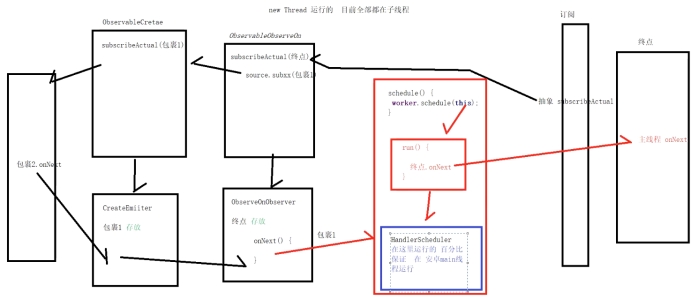 new Thread 运行的 目前全部都在子线程
ObservableCretae
subscribeActual(包裹1)
ObservableObserveOn
subscribeActual(终点)
source.subxx(包裹1)
订阅
终点
schedule() {
worker.schedule(this);
}
抽象 subscribeActual
run() {
终点.onNext
}
主线程 onNext
包裹2.onNext
CreateEmiiter
包裹1 存放
ObserveOnObserver
终点 存放
onNext() {
}
包裹1
HandlerScheduler
在这里运行的 百分比
保证 在 安卓main线
程运行